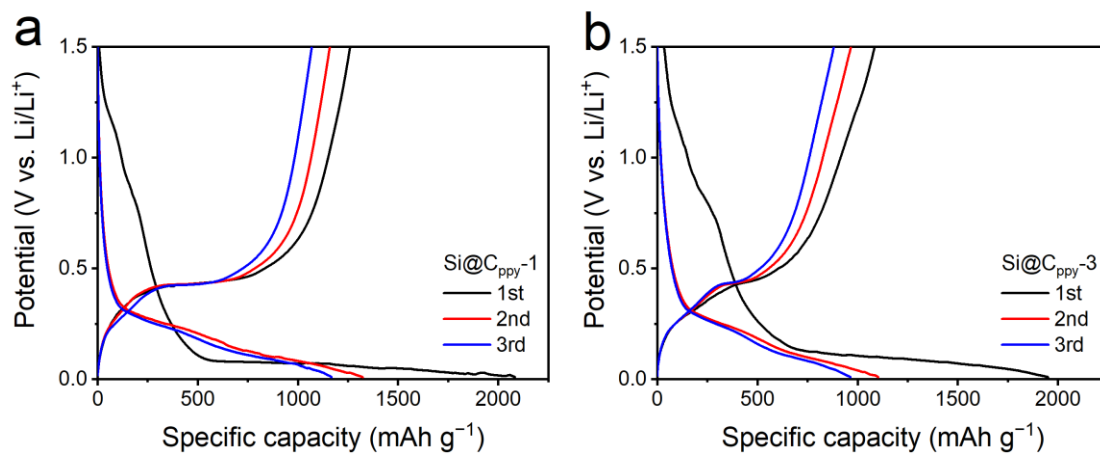 a
Potential (V vs. Li/Li⁺)
1.5
1.0
0.5
0.0
Si@C_ppy-1
1st
2nd
3rd
0 500 1000 1500 2000
Specific capacity (mAh g⁻¹)
b
Potential (V vs. Li/Li⁺)
1.5
1.0
0.5
0.0
Si@C_ppy-3
1st
2nd
3rd
0 500 1000 1500 2000
Specific capacity (mAh g⁻¹)